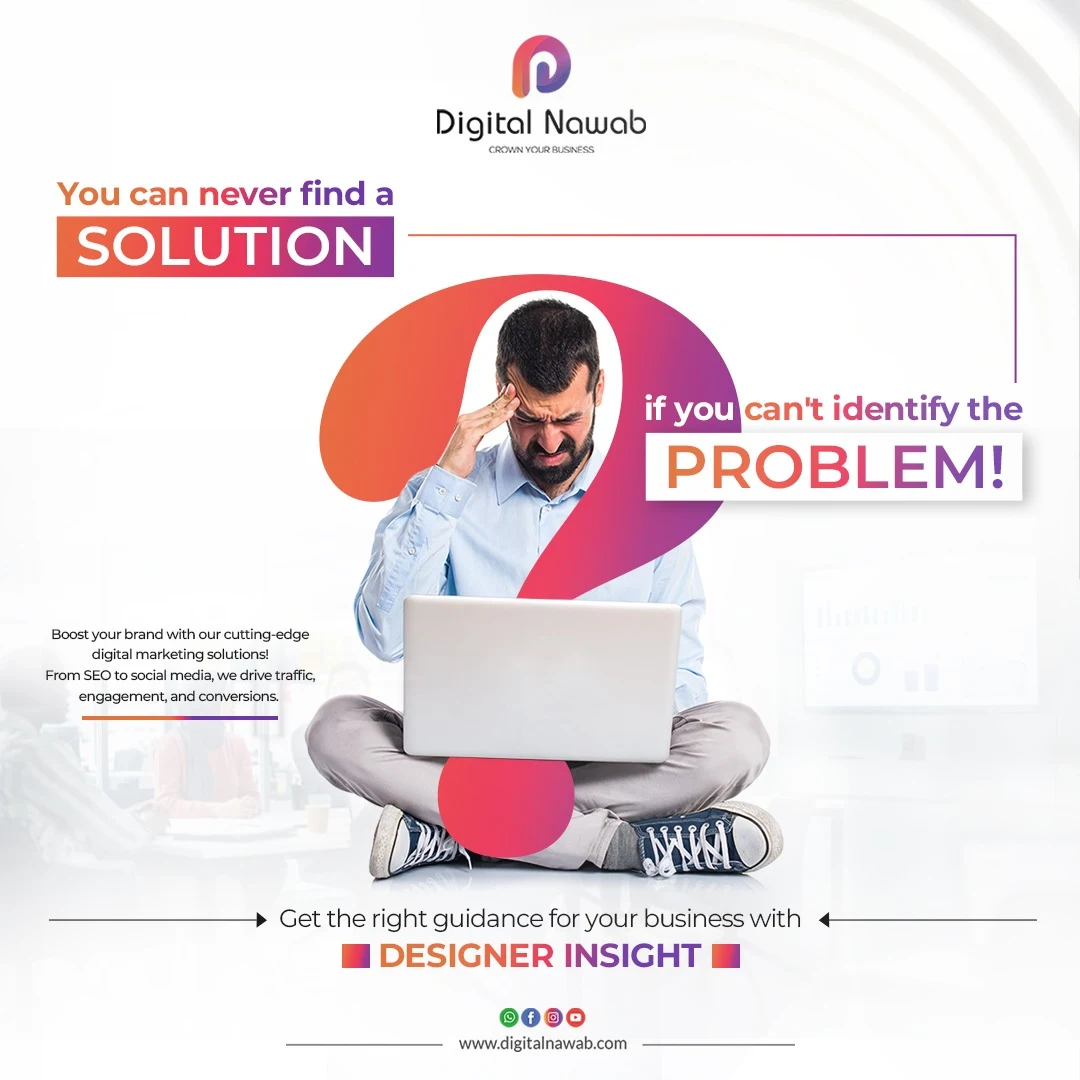 Digital Nawab
CROWN YOUR BUSINESS
You can never find a
SOLUTION
if you can't identify the
PROBLEM!
Boost your brand with our cutting-edge
digital marketing solutions!
From SEO to social media, we drive traffic,
engagement, and conversions.
Get the right guidance for your business with
DESIGNER INSIGHT
www.digitalnawab.com